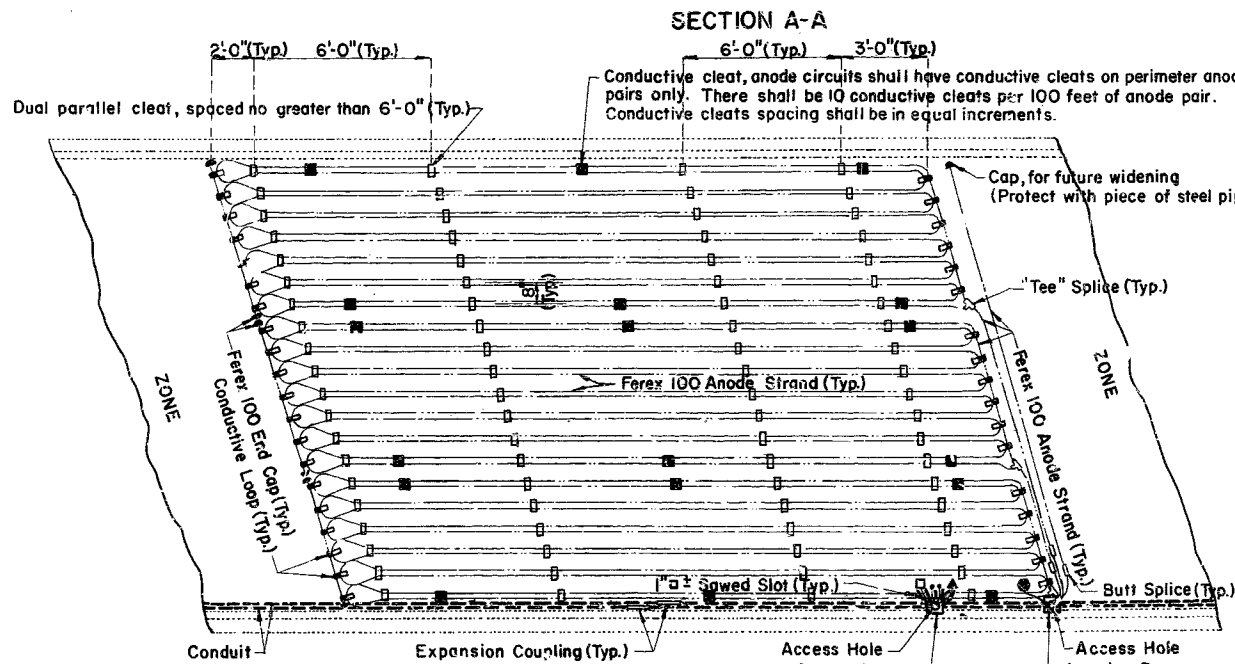 SECTION A-A
2'-0"(Typ.)
6'-0"(Typ.)
6'-0"(Typ.)
3'-0"(Typ.)
Conductive cleat, anode circuits shall have conductive cleats on perimeter anod
pairs only. There shall be 10 conductive cleats per 100 feet of anode pair.
Conductive cleats spacing shall be in equal increments.
Dual parallel cleat, spaced no greater than 6'-0" (Typ.)
Cap, for future widening
(Protect with piece of steel pip
8"
(Typ.)
"Tee" Splice (Typ.)
ZONE
Ferex 100 Anode Strand (Typ.)
Ferex 100 End Cap (Typ.)
Conductive Loop (Typ.)
Ferex 100 Anode Strand (Typ.)
ZONE
1"□± Sawed Slot (Typ.)
Butt Splice (Typ.)
Conduit
Expansion Coupling (Typ.)
Access Hole
Access Hole